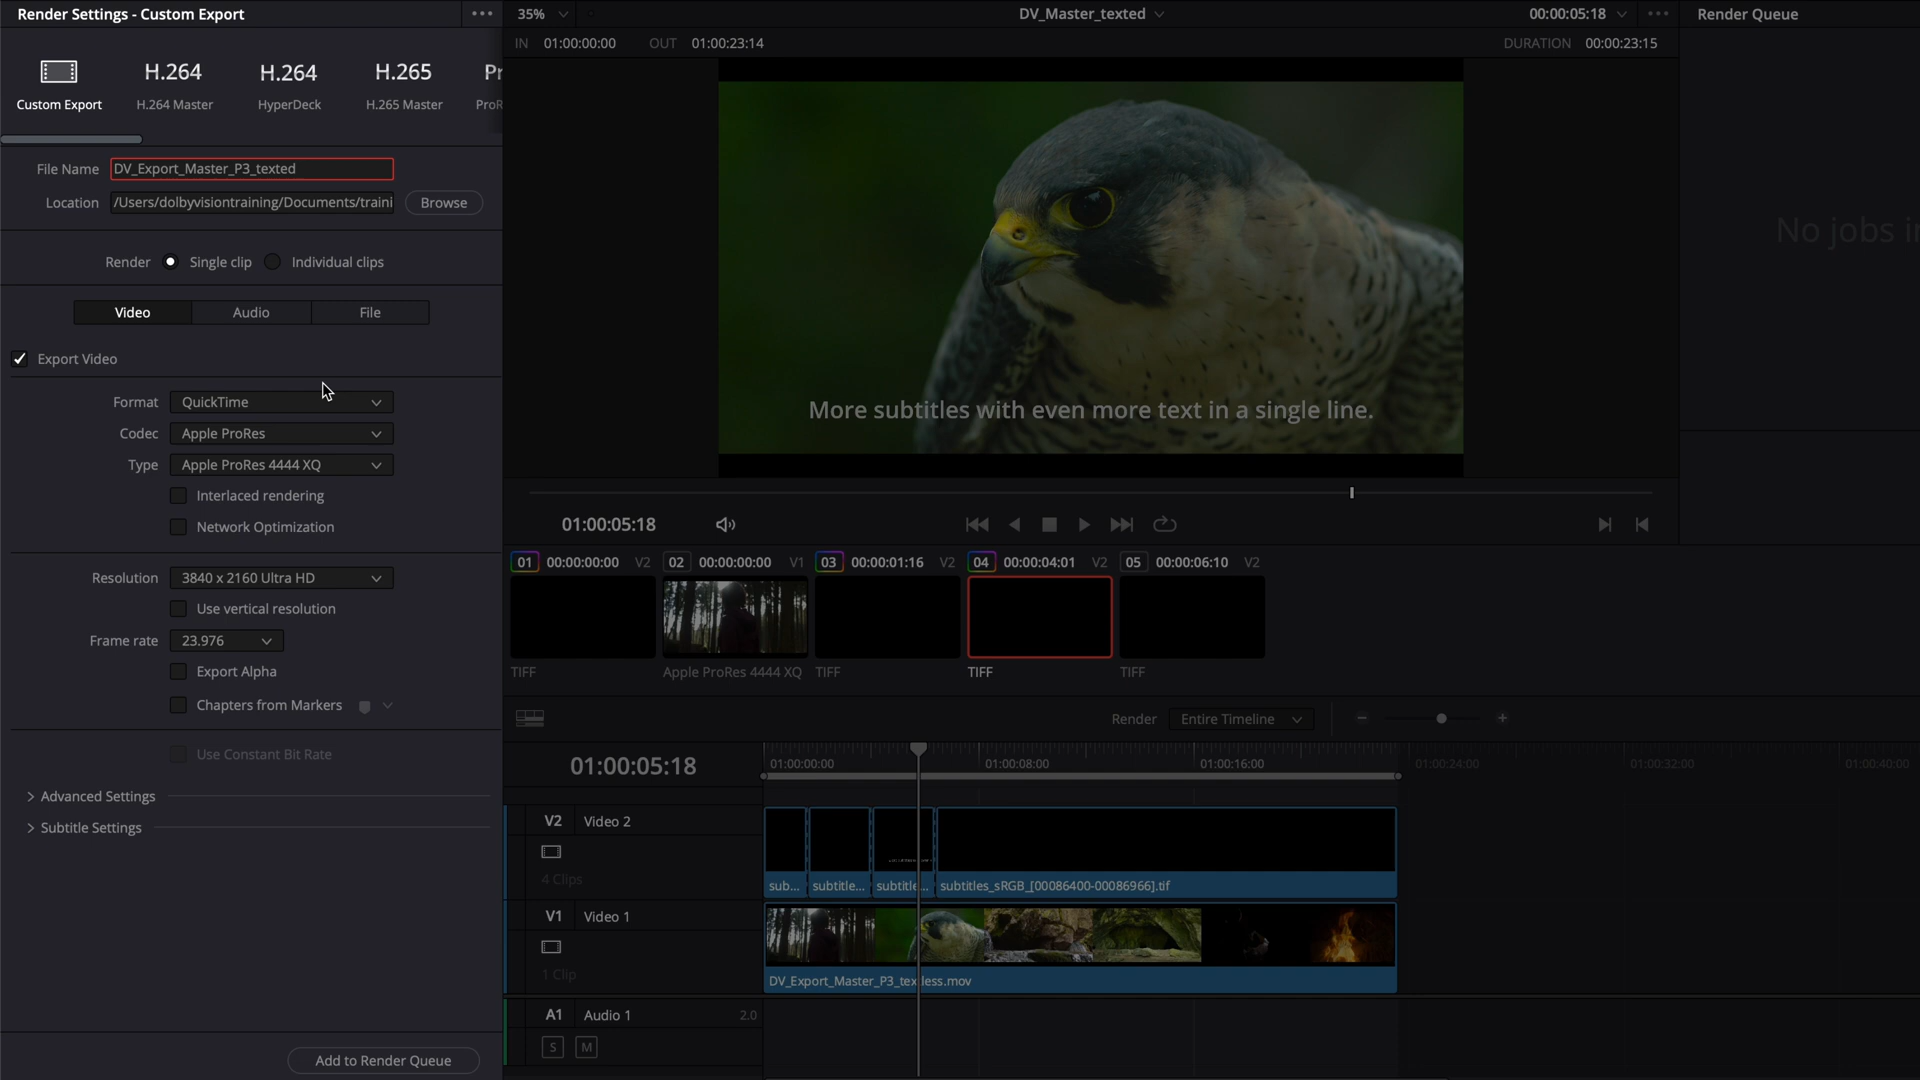 Render Settings - Custom Export
35%
DV_Master_texted
00:00:05:18
Render Queue
IN 01:00:00:00 OUT 01:00:23:14
DURATION 00:00:23:15
H.264 H.264 H.265 Pr
Custom Export H.264 Master HyperDeck H.265 Master ProR
File Name DV_Export_Master_P3_texted
Location /Users/dolbyvisiontraining/Documents/traini Browse
No jobs i
Render Single clip Individual clips
Video Audio File
Export Video
Format QuickTime
Codec Apple ProRes
Type Apple ProRes 4444 XQ
Interlaced rendering
Network Optimization
Resolution 3840 x 2160 Ultra HD
Use vertical resolution
Frame rate 23.976
Export Alpha
Chapters from Markers
Use Constant Bit Rate
Advanced Settings
Subtitle Settings
Add to Render Queue
More subtitles with even more text in a single line.
01:00:05:18
01 00:00:00:00 V2 02 00:00:00:00 V1 03 00:00:01:16 V2 04 00:00:04:01 V2 05 00:00:06:10 V2
TIFF Apple ProRes 4444 XQ TIFF TIFF TIFF
Render Entire Timeline
01:00:05:18
01:00:00:00 01:00:08:00 01:00:16:00 01:00:24:00 01:00:32:00 01:00:40:00
V2 Video 2
4 Clips
sub... subtitle... subtitle... subtitles_sRGB_[00086400-00086966].tif
V1 Video 1
1 Clip
DV_Export_Master_P3_textless.mov
A1 Audio 1 2.0
S M